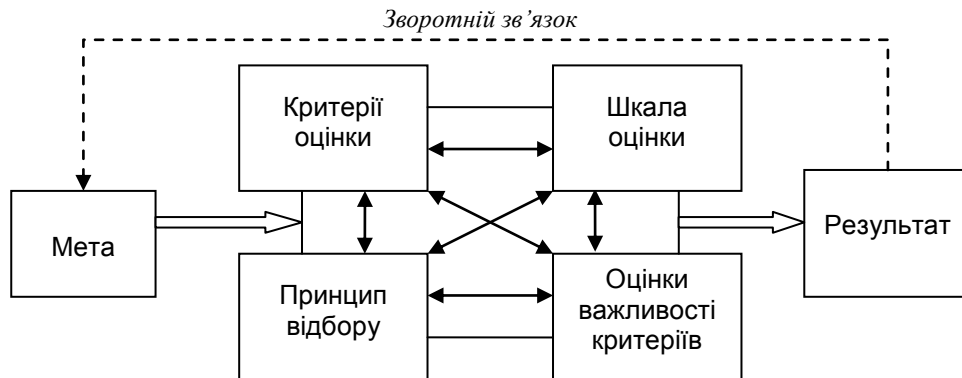 Зворотній зв’язок
Критерії
оцінки
Шкала
оцінки
Мета
Результат
Принцип
відбору
Оцінки
важливості
критеріїв